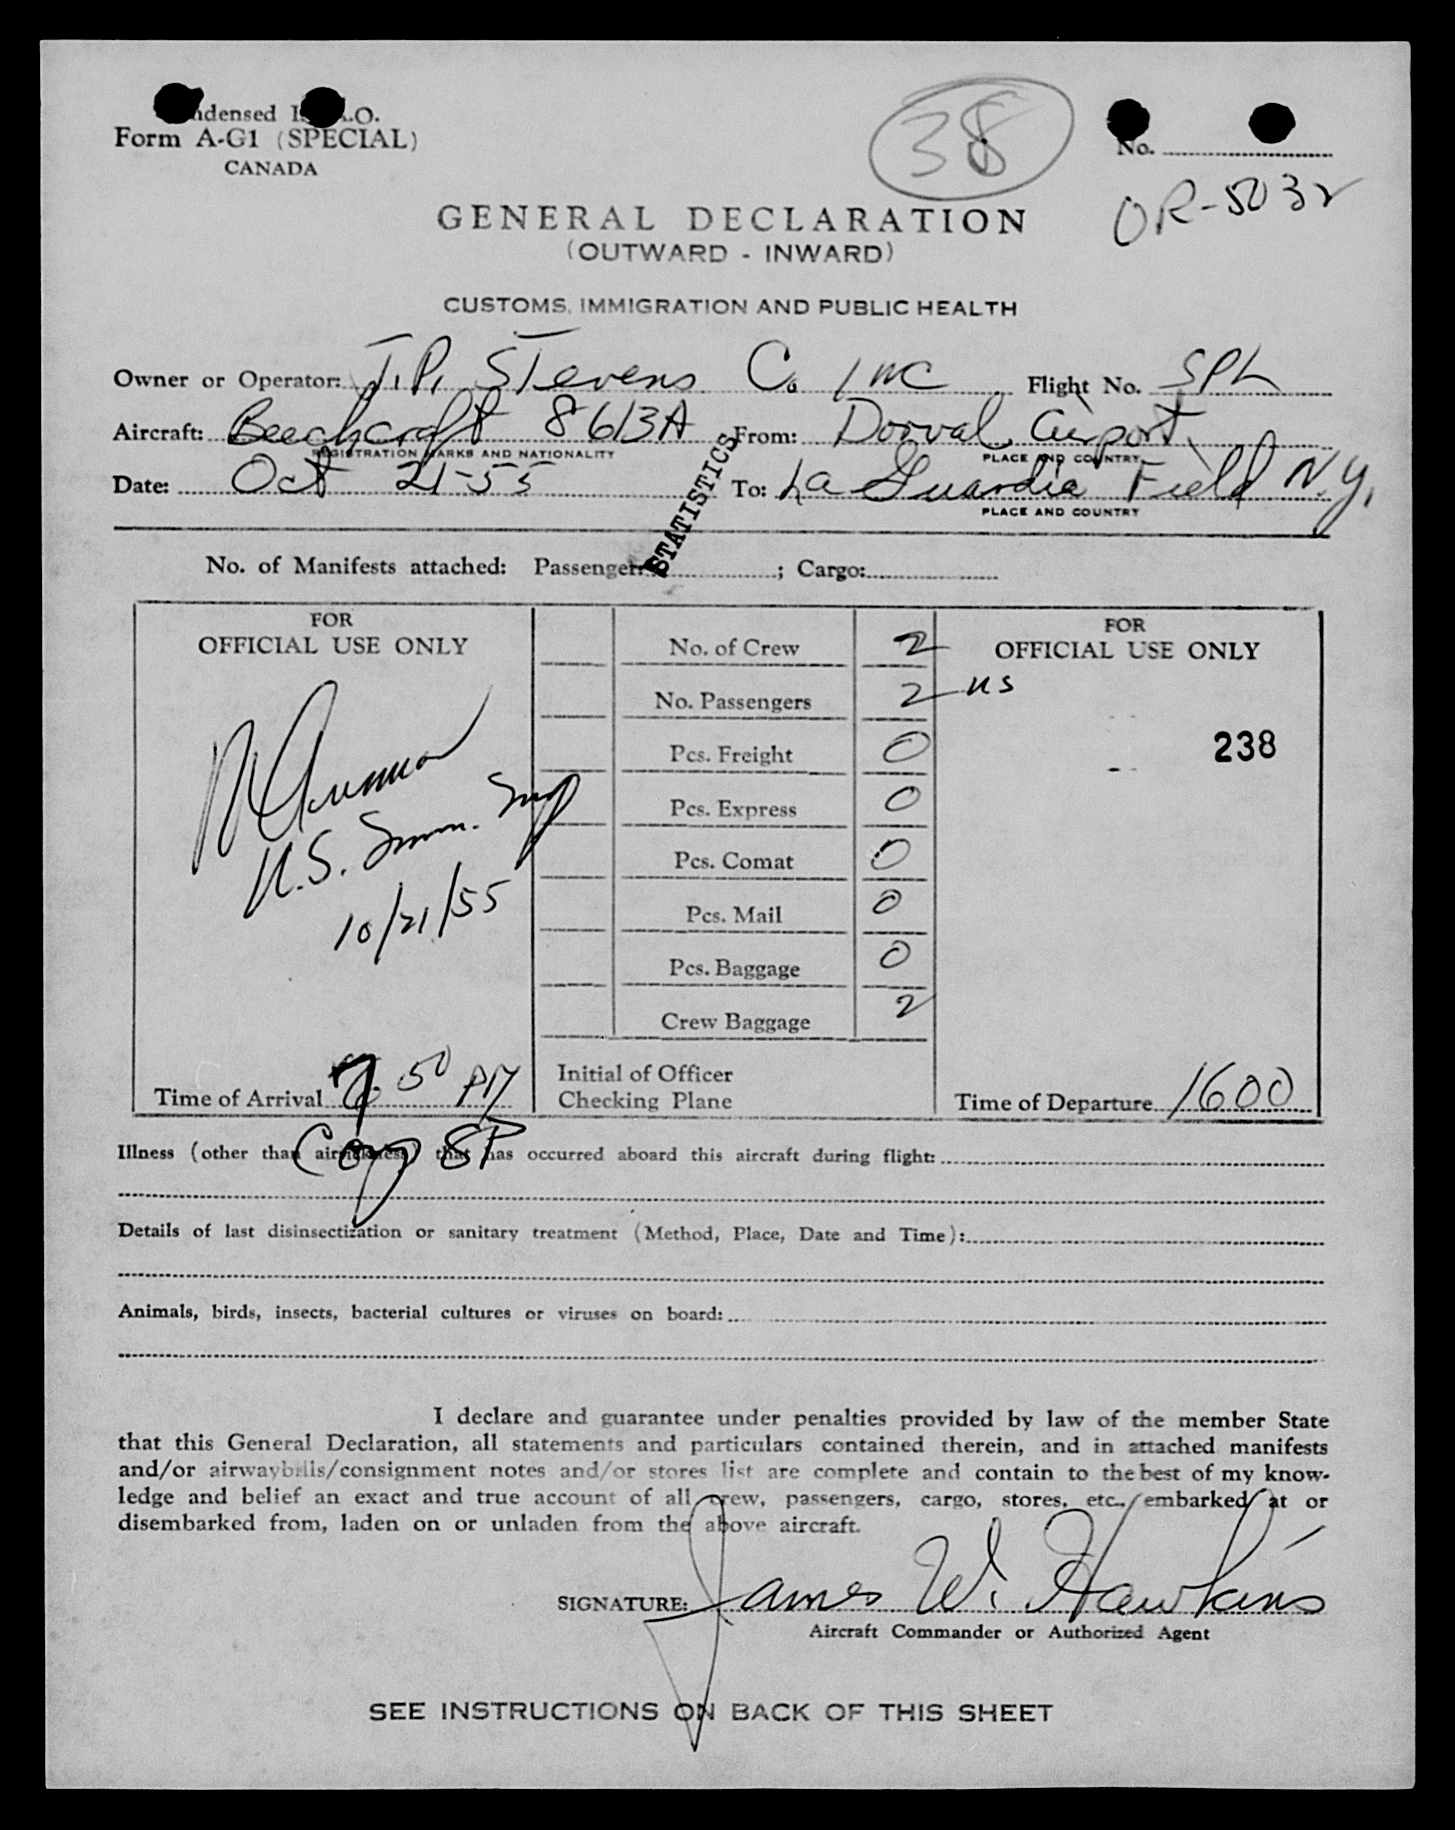 Condensed I.C.A.O.
Form A-G1 (SPECIAL)
CANADA
38
No.
OR-5032
GENERAL DECLARATION
(OUTWARD - INWARD)
CUSTOMS, IMMIGRATION AND PUBLIC HEALTH
Owner or Operator: J.P. Stevens Co. Inc Flight No. SPL
Aircraft: Beechcraft 8613A From: Dorval Airport
REGISTRATION MARKS AND NATIONALITY PLACE AND COUNTRY
Date: Oct 21-55 To: La Guardia Field N.Y.
PLACE AND COUNTRY
STATISTICS
No. of Manifests attached: Passenger: ; Cargo:
FOR
OFFICIAL USE ONLY
U.S. Imm. Insp
10/21/55
Time of Arrival 7.50 PM
No. of Crew 2
No. Passengers 2 US
Pcs. Freight 0
Pcs. Express 0
Pcs. Comat 0
Pcs. Mail 0
Pcs. Baggage 0
Crew Baggage 2
Initial of Officer
Checking Plane
FOR
OFFICIAL USE ONLY
238
Time of Departure 1600
Illness (other than airsickness) that has occurred aboard this aircraft during flight:
Details of last disinsectization or sanitary treatment (Method, Place, Date and Time):
Animals, birds, insects, bacterial cultures or viruses on board:
I declare and guarantee under penalties provided by law of the member State
that this General Declaration, all statements and particulars contained therein, and in attached manifests
and/or airwaybills/consignment notes and/or stores list are complete and contain to the best of my know-
ledge and belief an exact and true account of all crew, passengers, cargo, stores, etc., embarked at or
disembarked from, laden on or unladen from the above aircraft.
SIGNATURE: James W. Hawkins
Aircraft Commander or Authorized Agent
SEE INSTRUCTIONS ON BACK OF THIS SHEET